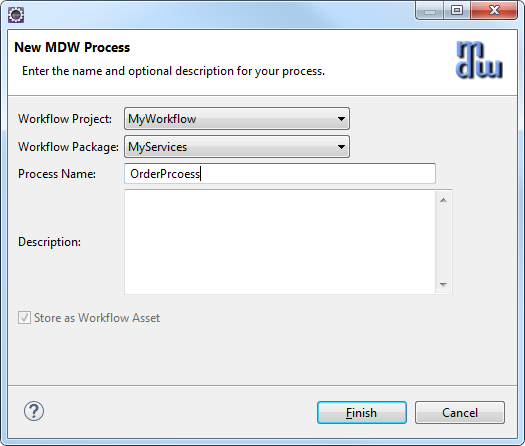 New MDW Process
Enter the name and optional description for your process.
mdw
Workflow Project: MyWorkflow
Workflow Package: MyServices
Process Name: OrderPrcoess
Description:
Store as Workflow Asset
? Finish Cancel